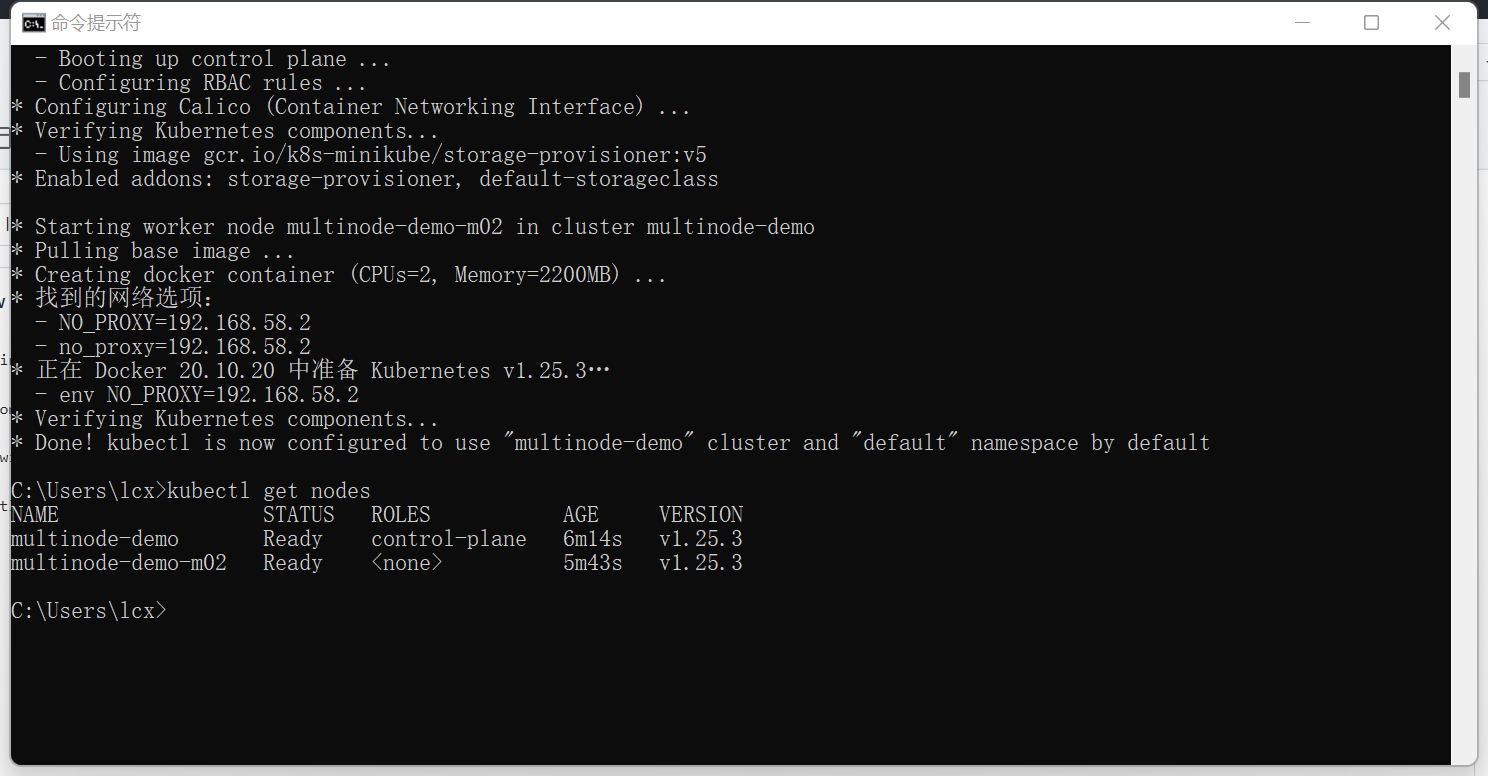 命令提示符
- Booting up control plane ...
- Configuring RBAC rules ...
* Configuring Calico (Container Networking Interface) ...
* Verifying Kubernetes components...
- Using image gcr.io/k8s-minikube/storage-provisioner:v5
* Enabled addons: storage-provisioner, default-storageclass
* Starting worker node multinode-demo-m02 in cluster multinode-demo
* Pulling base image ...
* Creating docker container (CPUs=2, Memory=2200MB) ...
* 找到的网络选项:
- NO_PROXY=192.168.58.2
- no_proxy=192.168.58.2
* 正在 Docker 20.10.20 中准备 Kubernetes v1.25.3…
- env NO_PROXY=192.168.58.2
* Verifying Kubernetes components...
* Done! kubectl is now configured to use "multinode-demo" cluster and "default" namespace by default
C:\Users\lcx>kubectl get nodes
NAME STATUS ROLES AGE VERSION
multinode-demo Ready control-plane 6m14s v1.25.3
multinode-demo-m02 Ready <none> 5m43s v1.25.3
C:\Users\lcx>